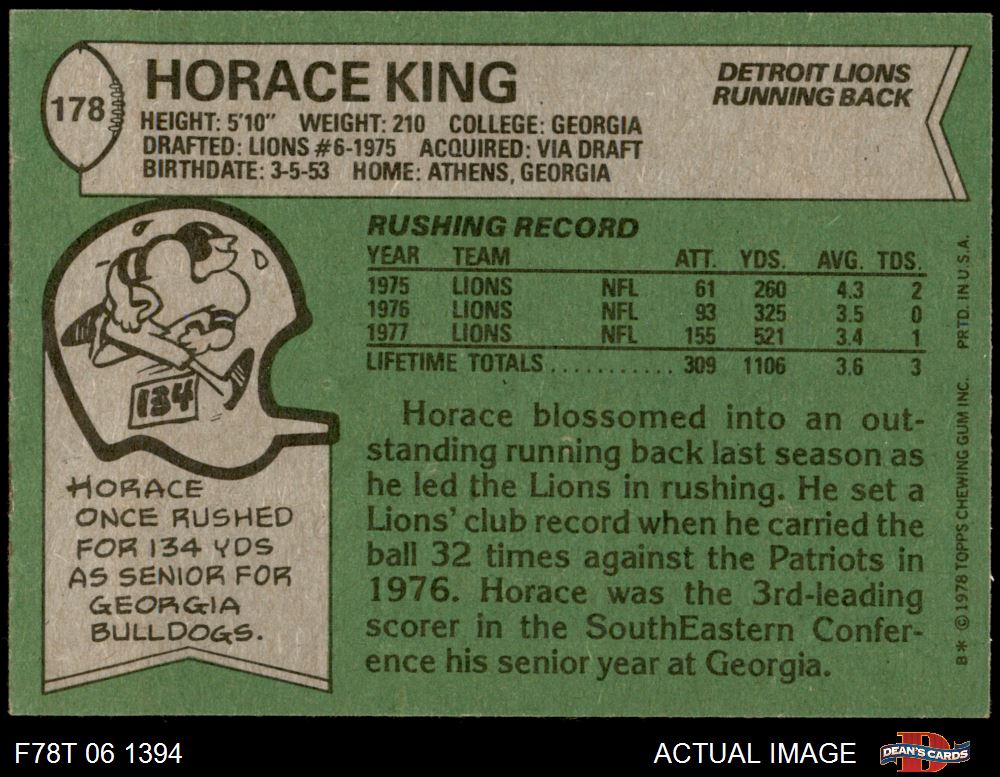 178
HORACE KING
DETROIT LIONS
RUNNING BACK
HEIGHT: 5'10" WEIGHT: 210 COLLEGE: GEORGIA
DRAFTED: LIONS #6-1975 ACQUIRED: VIA DRAFT
BIRTHDATE: 3-5-53 HOME: ATHENS, GEORGIA
RUSHING RECORD
YEAR TEAM ATT. YDS. AVG. TDS.
1975 LIONS NFL 61 260 4.3 2
1976 LIONS NFL 93 325 3.5 0
1977 LIONS NFL 155 521 3.4 1
LIFETIME TOTALS........... 309 1106 3.6 3
134
HORACE
ONCE RUSHED
FOR 134 YDS
AS SENIOR FOR
GEORGIA
BULLDOGS.
Horace blossomed into an out-
standing running back last season as
he led the Lions in rushing. He set a
Lions' club record when he carried the
ball 32 times against the Patriots in
1976. Horace was the 3rd-leading
scorer in the SouthEastern Confer-
ence his senior year at Georgia.
B* ©1978 TOPPS CHEWING GUM INC. PRTD. IN U.S.A.
F78T 06 1394
ACTUAL IMAGE
DEAN'S CARDS